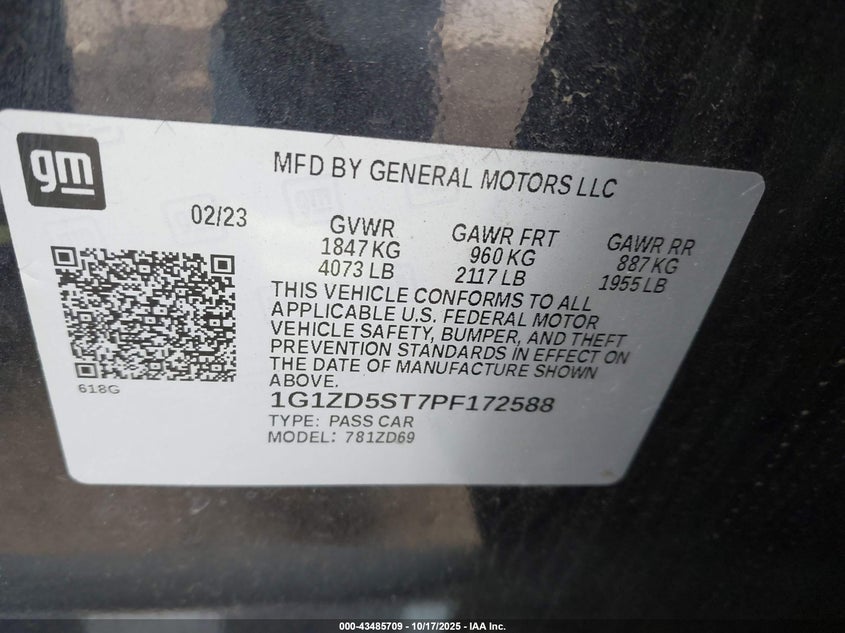 gm
MFD BY GENERAL MOTORS LLC
02/23
GVWR
1847 KG
4073 LB
GAWR FRT
960 KG
2117 LB
GAWR RR
887 KG
1955 LB
THIS VEHICLE CONFORMS TO ALL
APPLICABLE U.S. FEDERAL MOTOR
VEHICLE SAFETY, BUMPER, AND THEFT
PREVENTION STANDARDS IN EFFECT ON
THE DATE OF MANUFACTURE SHOWN
ABOVE.
618G
1G1ZD5ST7PF172588
TYPE: PASS CAR
MODEL: 781ZD69
000-43485709 - 10/17/2025 - IAA Inc.